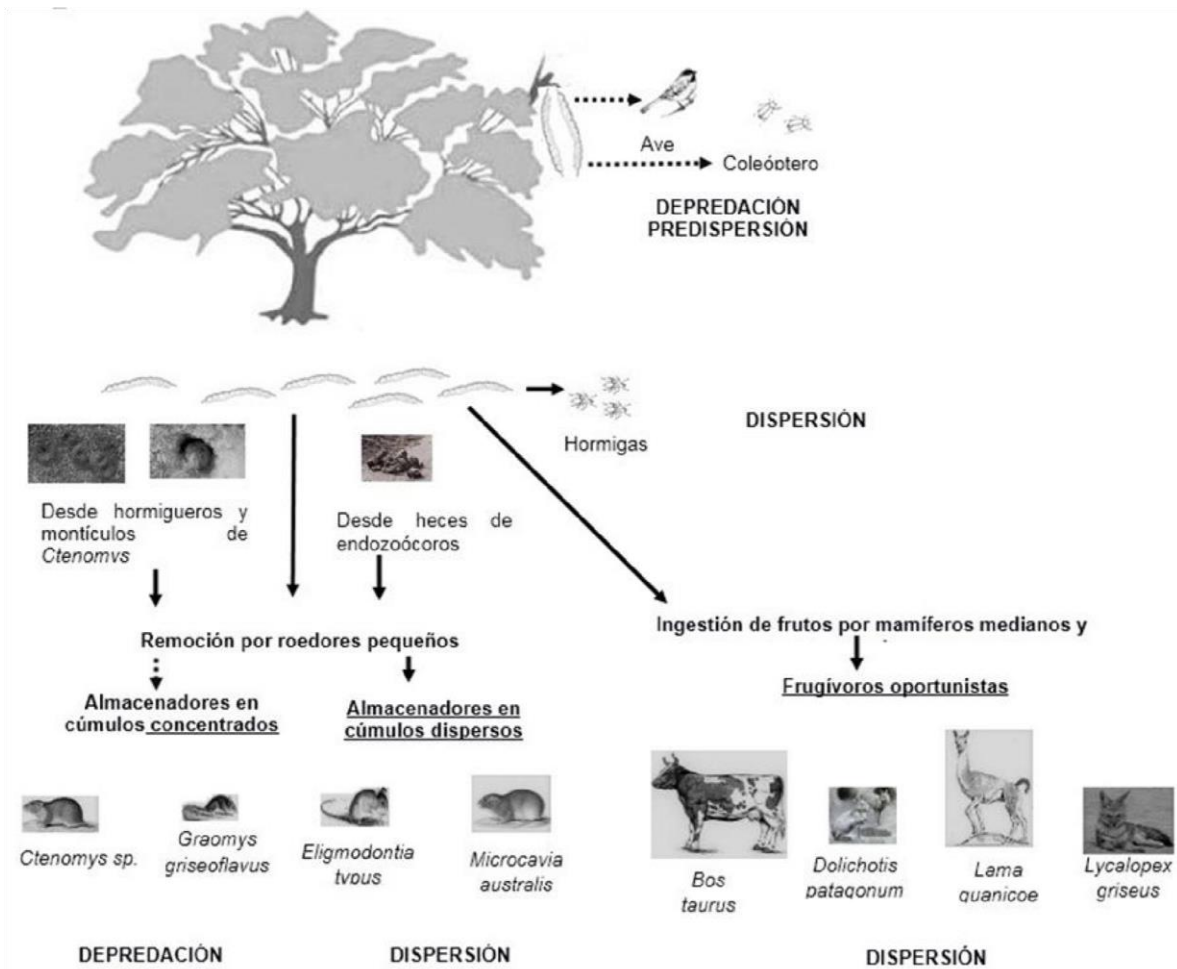 Ave
Coleóptero
DEPREDACIÓN
PREDISPERSIÓN
Hormigas
DISPERSIÓN
Desde hormigueros y
montículos de
Ctenomys
Desde heces de
endozoócoros
Remoción por roedores pequeños
Ingestión de frutos por mamíferos medianos y
Almacenadores en
cúmulos concentrados
Almacenadores en
cúmulos dispersos
Frugívoros oportunistas
Ctenomys sp.
Graomys
griseoflavus
Eligmodontia
typus
Microcavia
australis
Bos
taurus
Dolichotis
patagonum
Lama
guanicoe
Lycalopex
griseus
DEPREDACIÓN
DISPERSIÓN
DISPERSIÓN